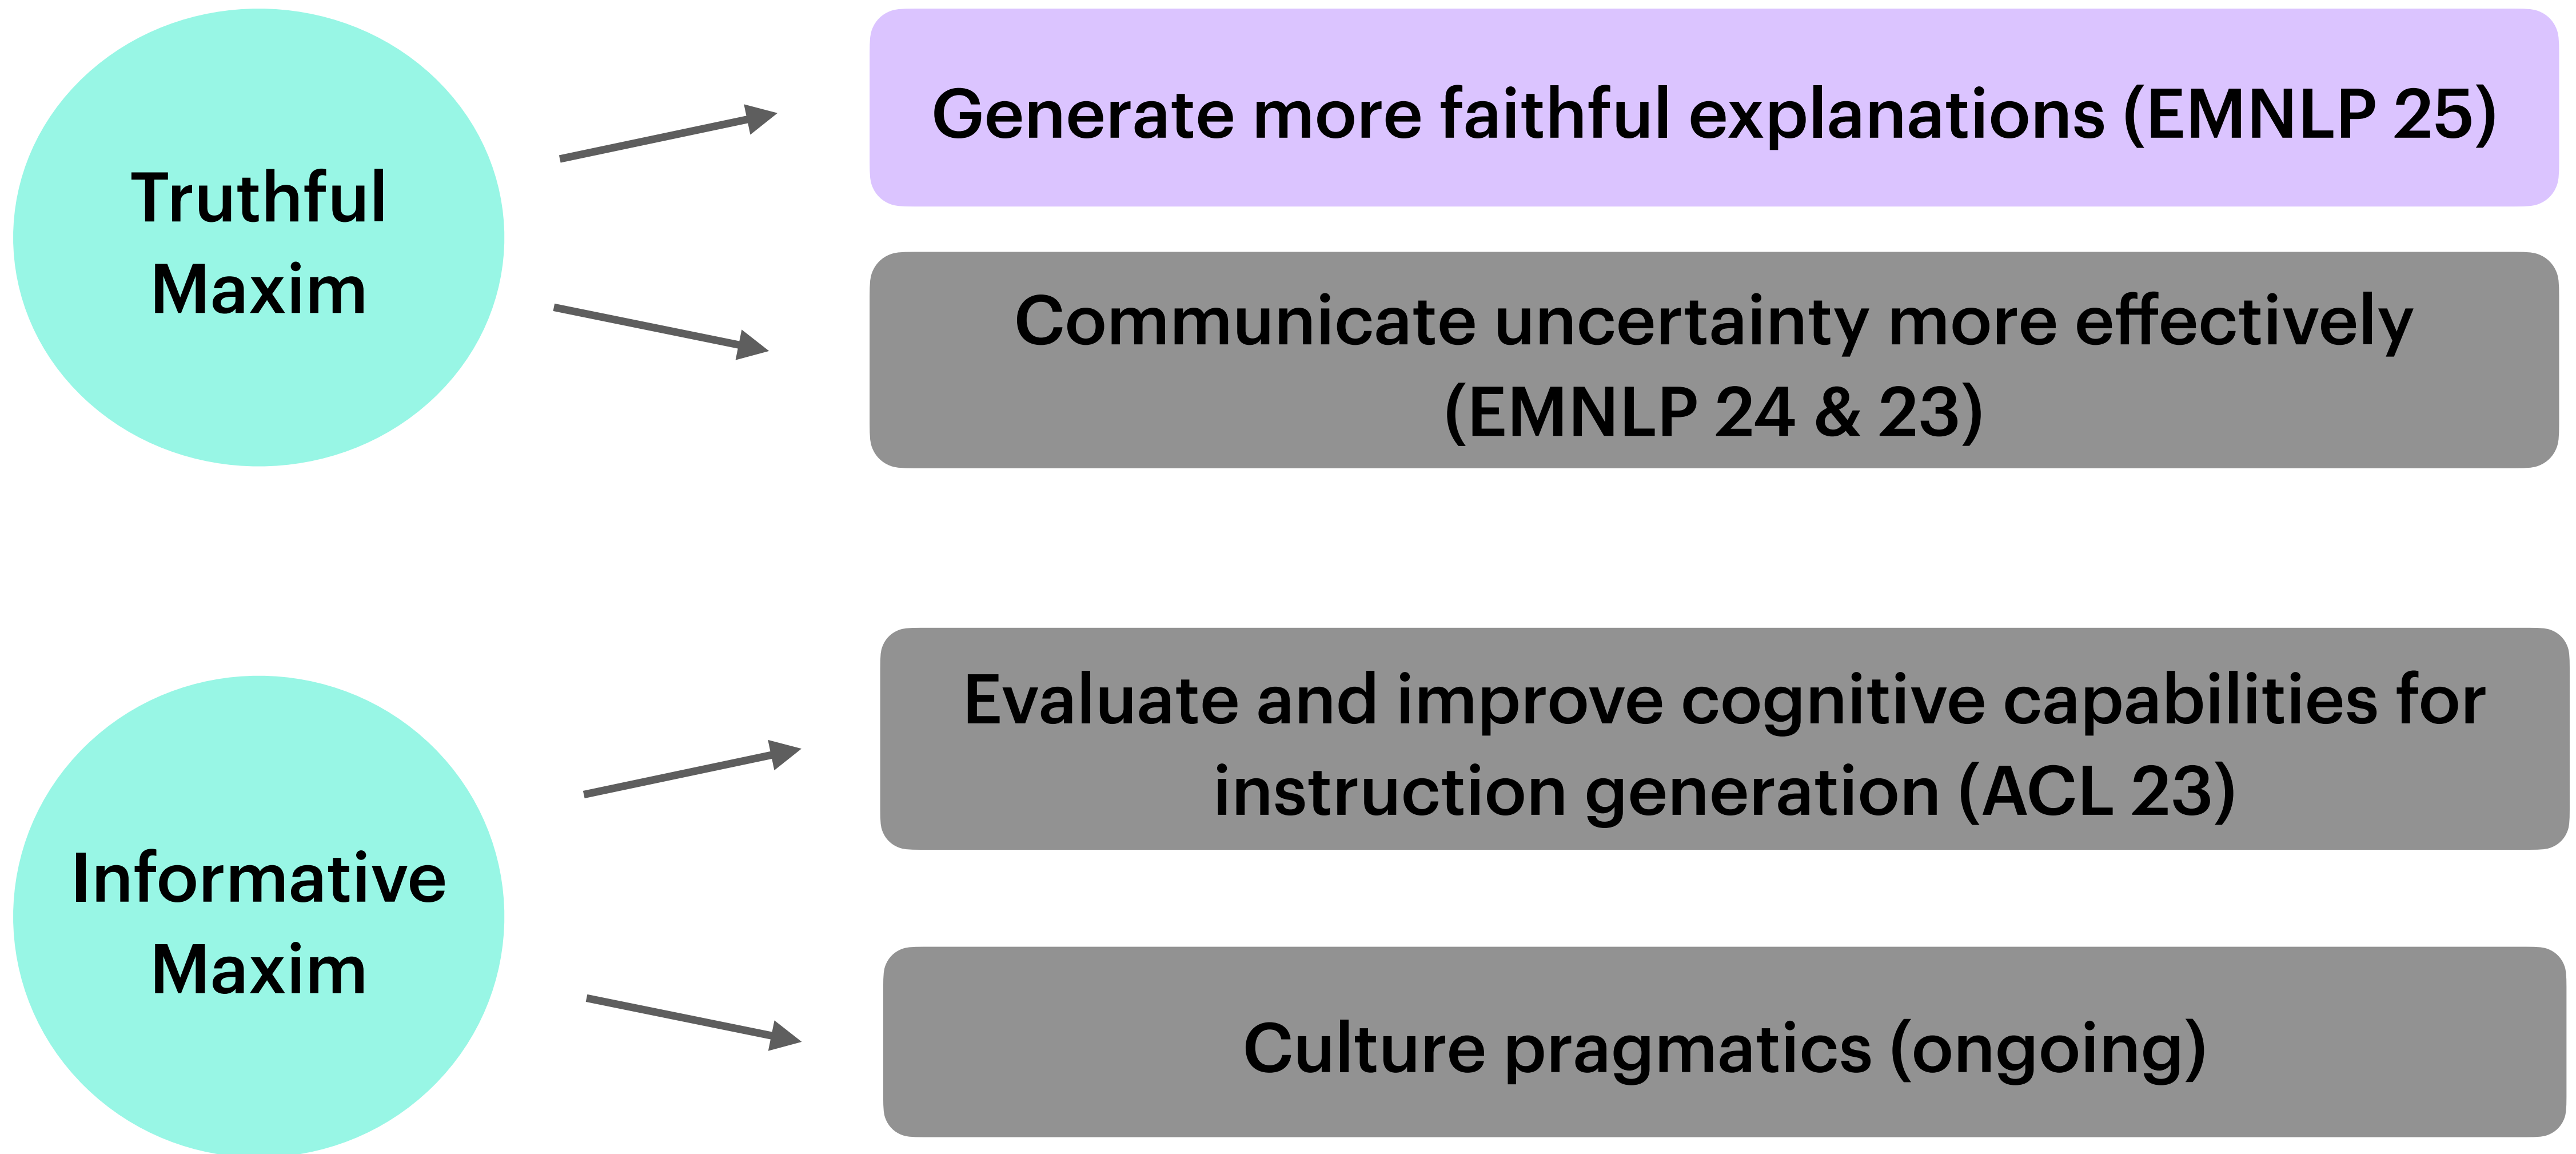 Truthful
Maxim
Generate more faithful explanations (EMNLP 25)
Communicate uncertainty more effectively
(EMNLP 24 & 23)
Informative
Maxim
Evaluate and improve cognitive capabilities for
instruction generation (ACL 23)
Culture pragmatics (ongoing)